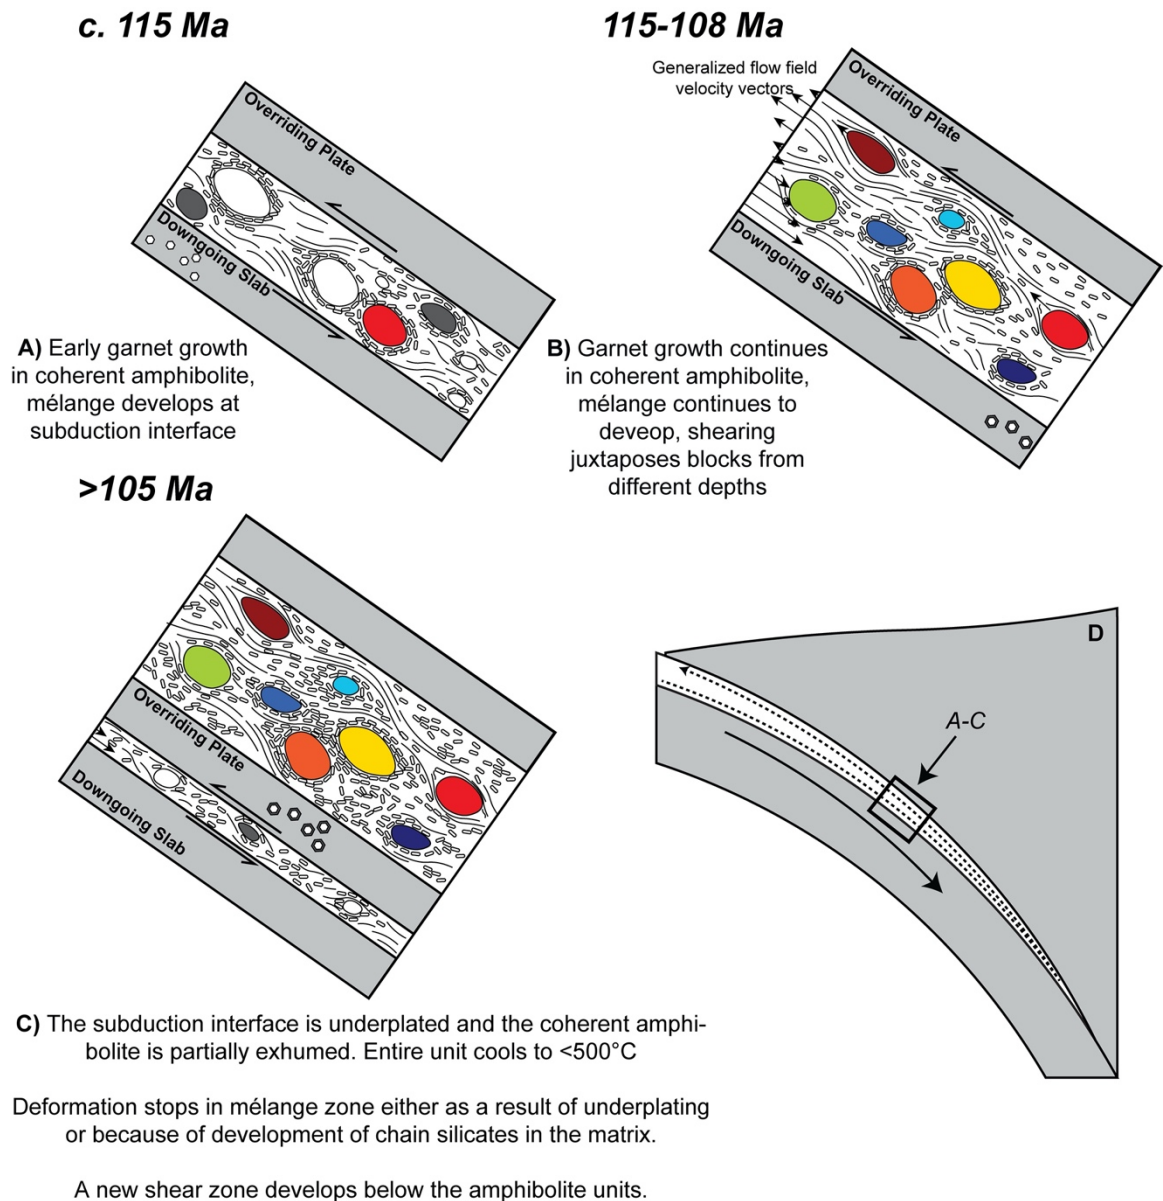 c. 115 Ma
Overriding Plate
Downgoing Slab
A) Early garnet growth
in coherent amphibolite,
mélange develops at
subduction interface
115-108 Ma
Generalized flow field
velocity vectors
Overriding Plate
Downgoing Slab
B) Garnet growth continues
in coherent amphibolite,
mélange continues to
deveop, shearing
juxtaposes blocks from
different depths
>105 Ma
Overriding Plate
Downgoing Slab
D
A-C
C) The subduction interface is underplated and the coherent amphi-
bolite is partially exhumed. Entire unit cools to <500°C
Deformation stops in mélange zone either as a result of underplating
or because of development of chain silicates in the matrix.
A new shear zone develops below the amphibolite units.